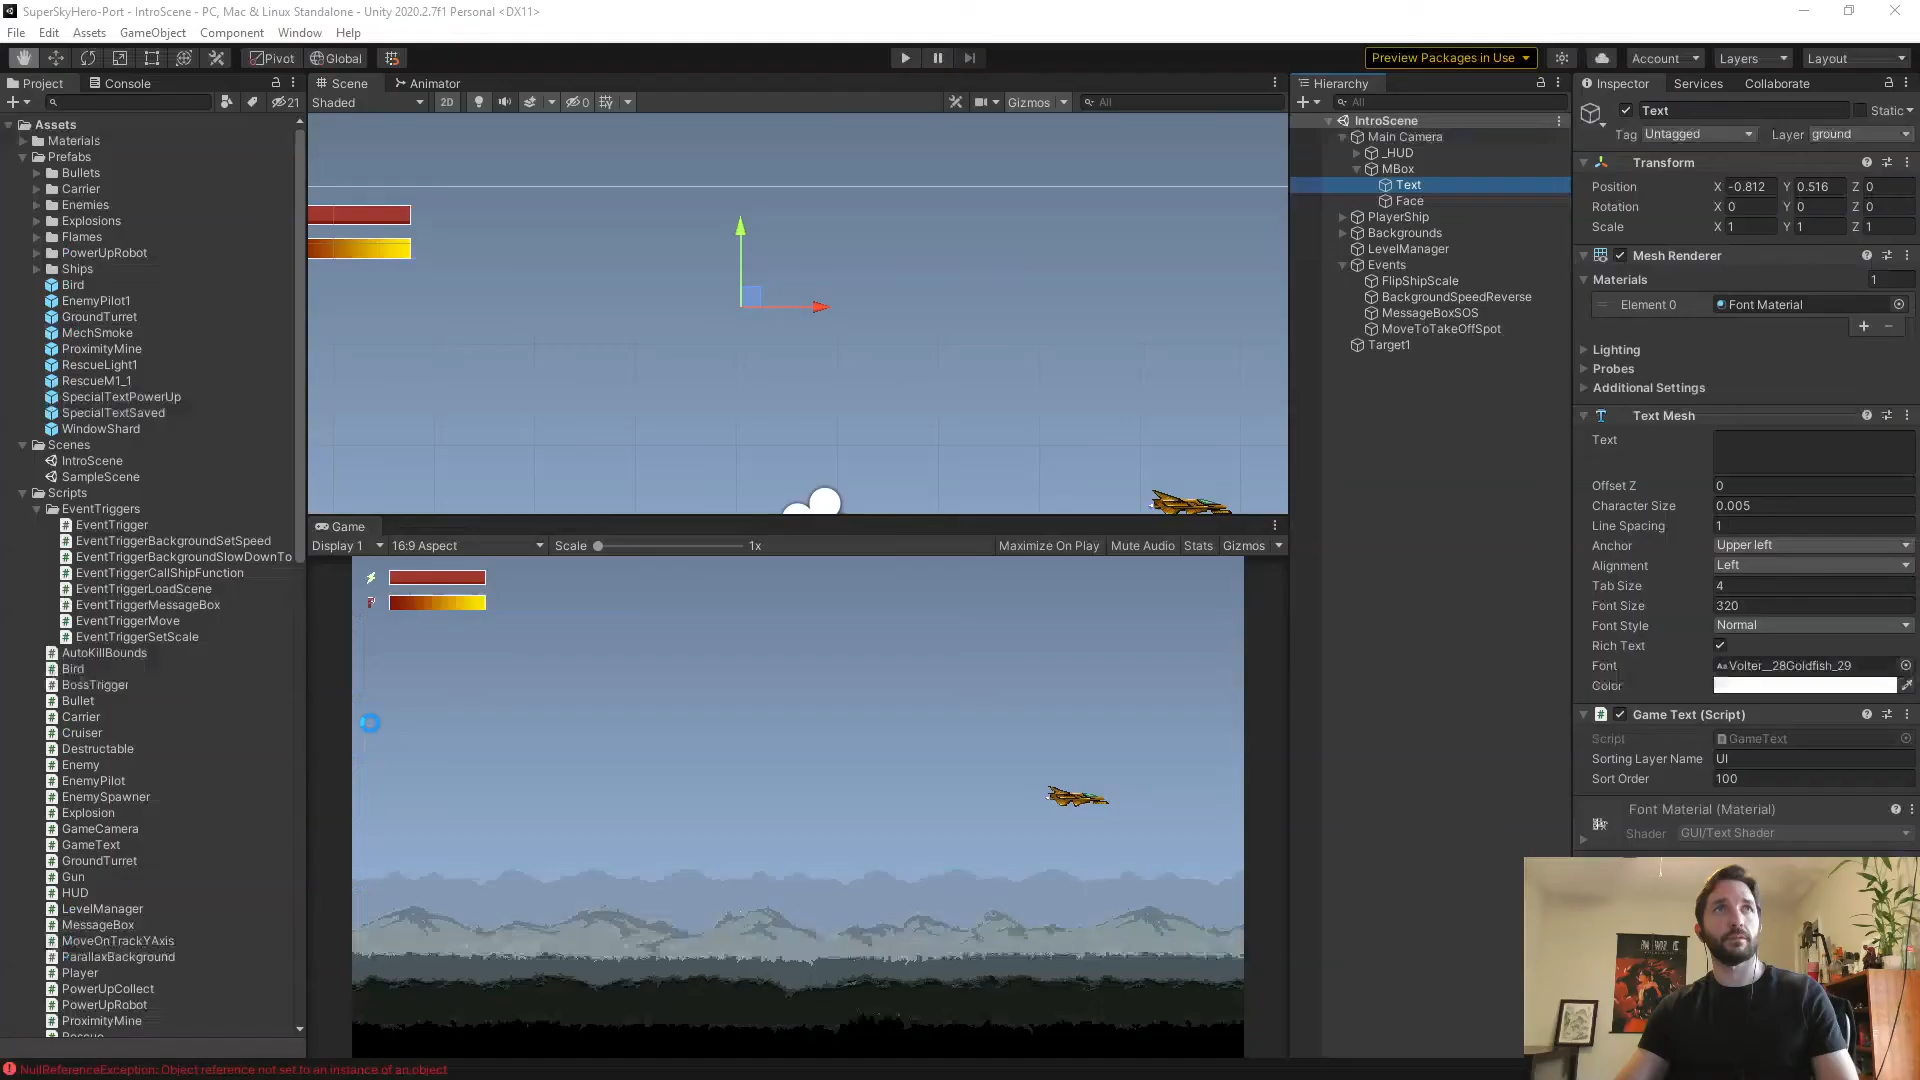 SuperSkyHero-Port - IntroScene - PC, Mac & Linux Standalone - Unity 2020.2.7f1 Personal <DX11>
File Edit Assets GameObject Component Window Help
Pivot Global Preview Packages in Use Account Layers Layout
Project Console
21
Assets
Materials
Prefabs
Bullets
Carrier
Enemies
Explosions
Flames
PowerUpRobot
Ships
Bird
EnemyPilot1
GroundTurret
MechSmoke
ProximityMine
RescueLight1
RescueM1_1
SpecialTextPowerUp
SpecialTextSaved
WindowShard
Scenes
IntroScene
SampleScene
Scripts
EventTriggers
EventTrigger
EventTriggerBackgroundSetSpeed
EventTriggerBackgroundSlowDownTo
EventTriggerCallShipFunction
EventTriggerLoadScene
EventTriggerMessageBox
EventTriggerMove
EventTriggerSetScale
AutoKillBounds
Bird
BossTrigger
Bullet
Carrier
Cruiser
Destructable
Enemy
EnemyPilot
EnemySpawner
Explosion
GameCamera
GameText
GroundTurret
Gun
HUD
LevelManager
MessageBox
MoveOnTrackYAxis
ParallaxBackground
Player
PowerUpCollect
PowerUpRobot
ProximityMine
Rescue
Scene Animator
Shaded 2D 0 Gizmos All
Game
Display 1 16:9 Aspect Scale 1x Maximize On Play Mute Audio Stats Gizmos
P
Hierarchy
All
IntroScene
Main Camera
_HUD
MBox
Text
Face
PlayerShip
Backgrounds
LevelManager
Events
FlipShipScale
BackgroundSpeedReverse
MessageBoxSOS
MoveToTakeOffSpot
Target1
Inspector Services Collaborate
Text Static
Tag Untagged Layer ground
Transform
Position X -0.812 Y 0.516 Z 0
Rotation X 0 Y 0 Z 0
Scale X 1 Y 1 Z 1
Mesh Renderer
Materials 1
Element 0 Font Material
Lighting
Probes
Additional Settings
Text Mesh
Text
Offset Z 0
Character Size 0.005
Line Spacing 1
Anchor Upper left
Alignment Left
Tab Size 4
Font Size 320
Font Style Normal
Rich Text
Font Aa Volter__28Goldfish_29
Color
Game Text (Script)
Script GameText
Sorting Layer Name UI
Sort Order 100
Font Material (Material)
Shader GUI/Text Shader
NullReferenceException: Object reference not set to an instance of an object